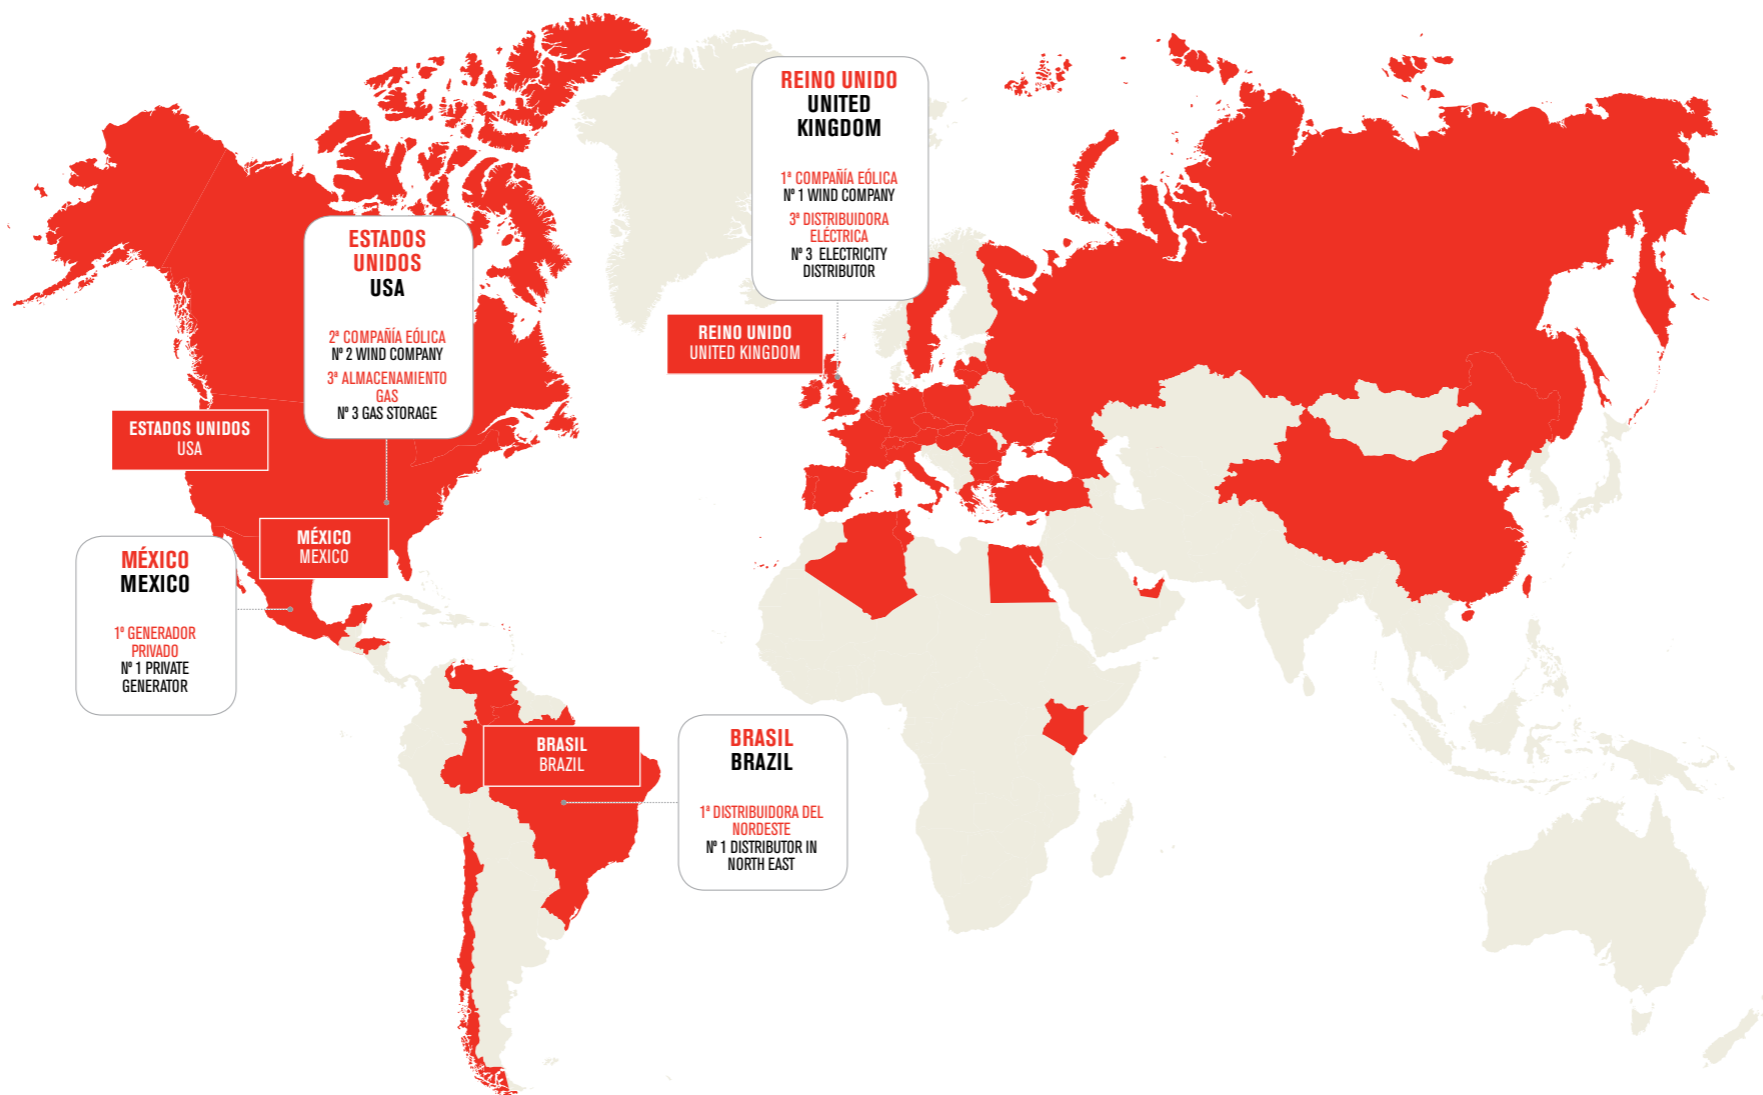 REINO UNIDO
UNITED
KINGDOM
1ª COMPAÑÍA EÓLICA
Nº 1 WIND COMPANY
3ª DISTRIBUIDORA
ELÉCTRICA
Nº 3 ELECTRICITY
DISTRIBUTOR
REINO UNIDO
UNITED KINGDOM
ESTADOS
UNIDOS
USA
2ª COMPAÑÍA EÓLICA
Nº 2 WIND COMPANY
3ª ALMACENAMIENTO
GAS
Nº 3 GAS STORAGE
ESTADOS UNIDOS
USA
MÉXICO
MEXICO
MÉXICO
MEXICO
1º GENERADOR
PRIVADO
Nº 1 PRIVATE
GENERATOR
BRASIL
BRAZIL
BRASIL
BRAZIL
1ª DISTRIBUIDORA DEL
NORDESTE
Nº 1 DISTRIBUTOR IN
NORTH EAST